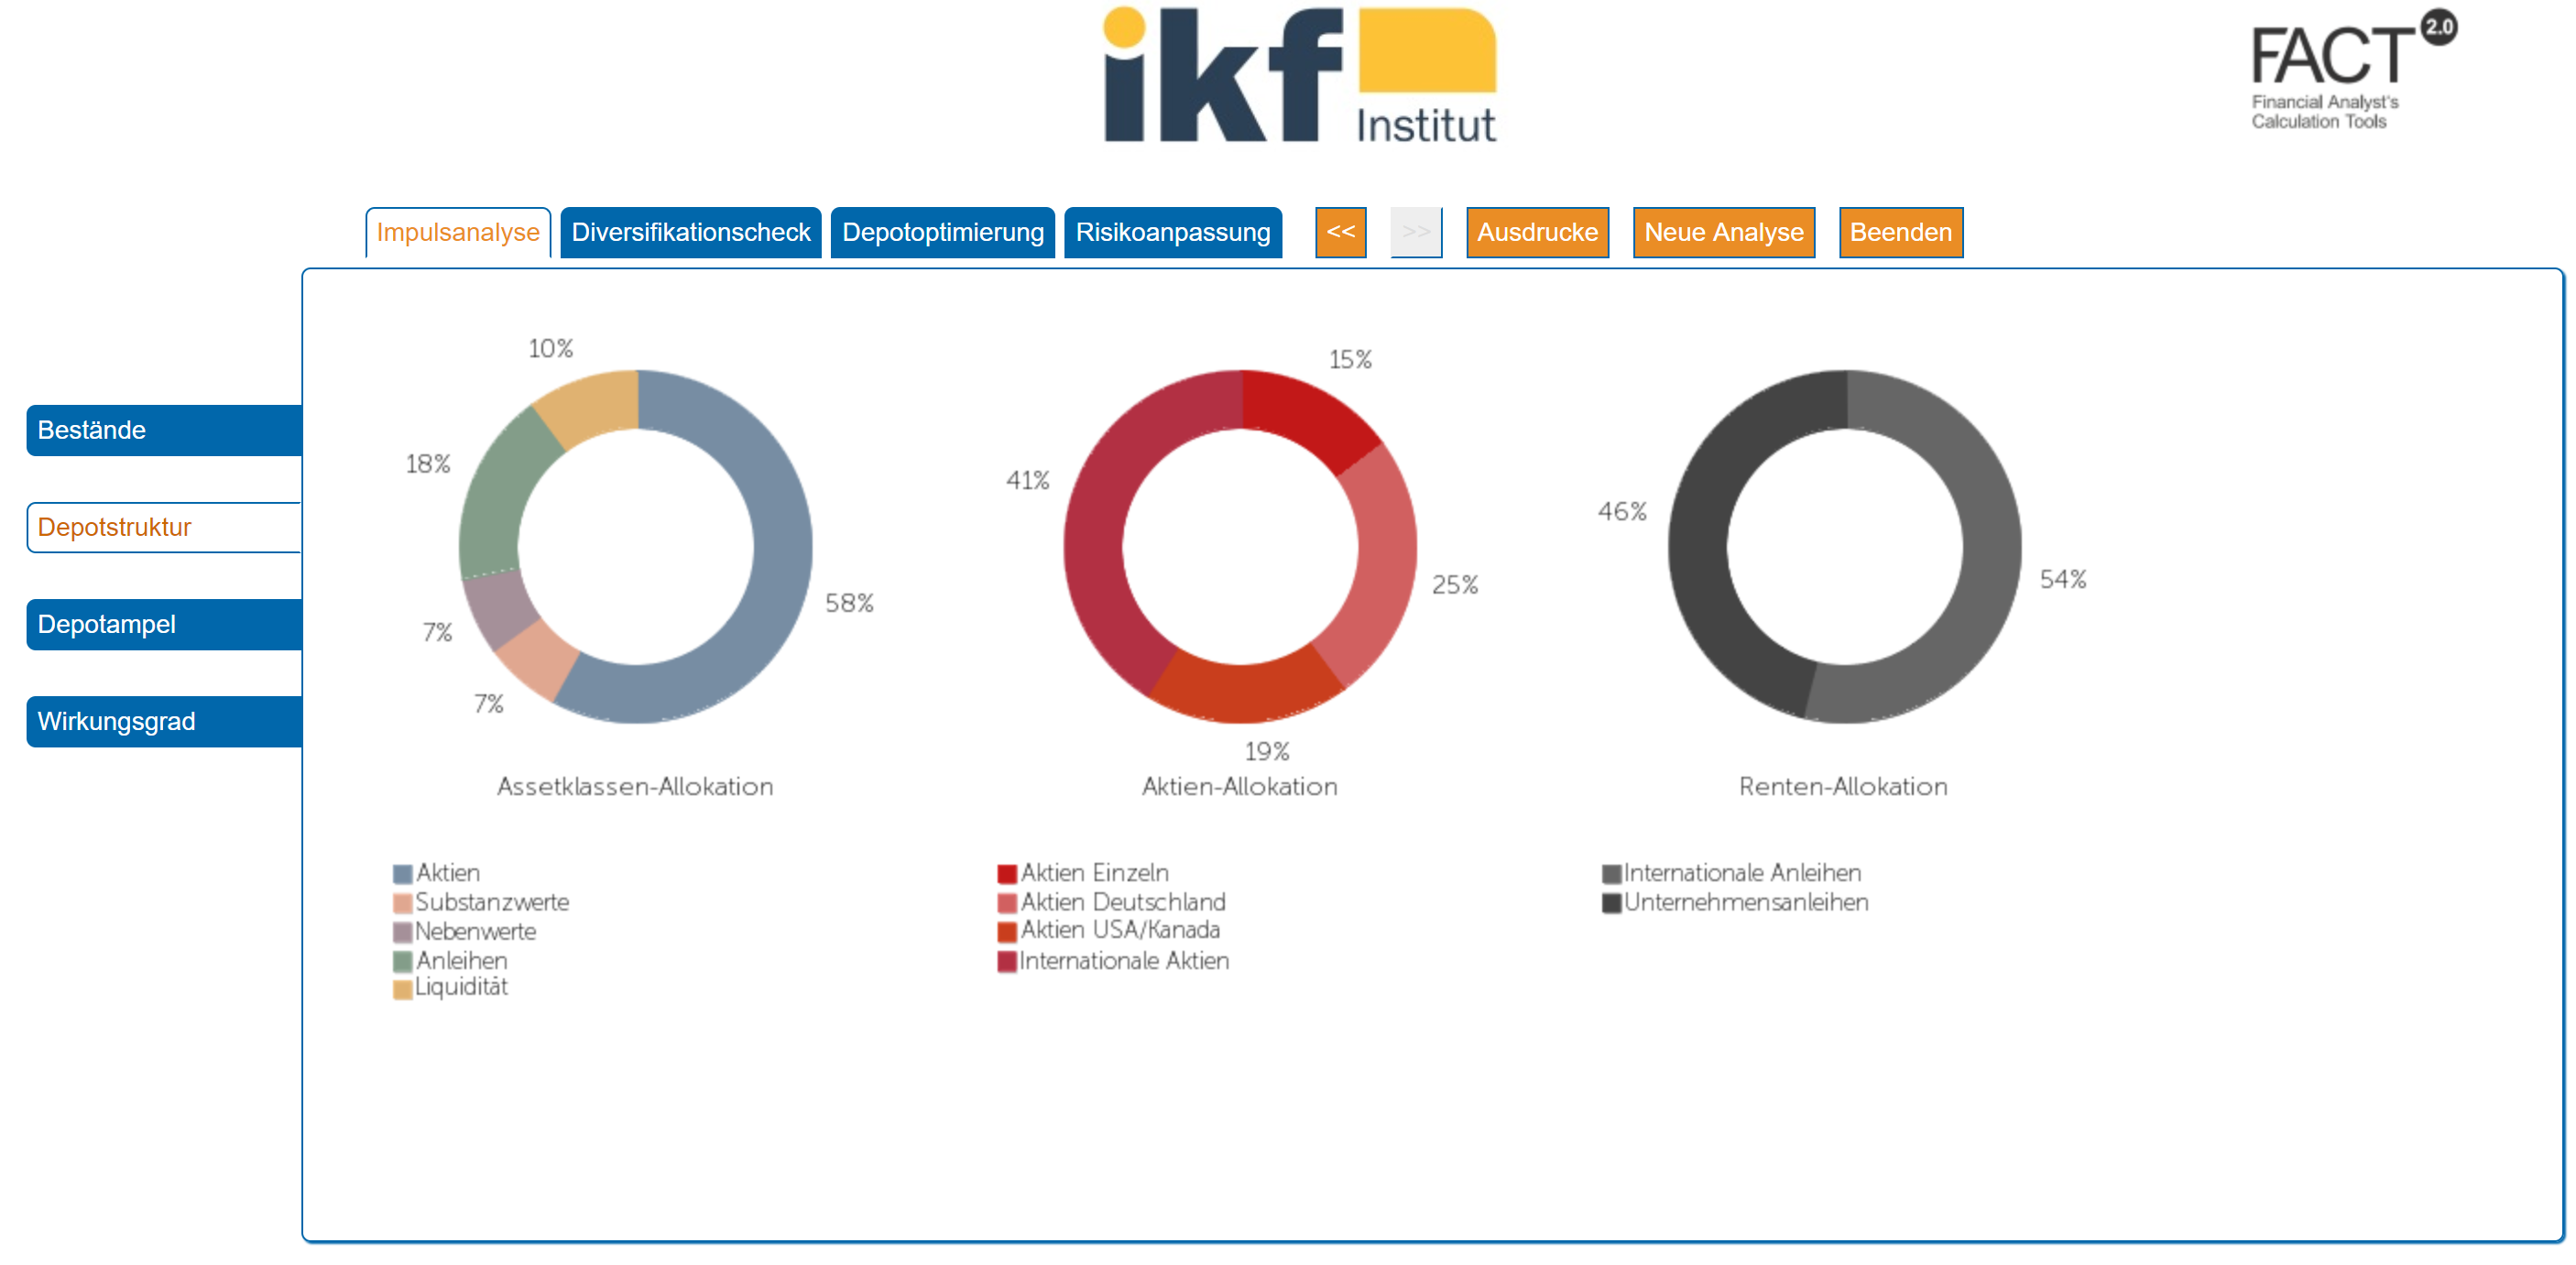 ikf
Institut
FACT 2.0
Financial Analyst's
Calculation Tools
Impulsanalyse Diversifikationscheck Depotoptimierung Risikoanpassung << >> Ausdrucke Neue Analyse Beenden
Bestände
Depotstruktur
Depotampel
Wirkungsgrad
10%
18%
7%
7%
58%
Assetklassen-Allokation
Aktien
Substanzwerte
Nebenwerte
Anleihen
Liquidität
15%
41%
25%
19%
Aktien-Allokation
Aktien Einzeln
Aktien Deutschland
Aktien USA/Kanada
Internationale Aktien
46%
54%
Renten-Allokation
Internationale Anleihen
Unternehmensanleihen